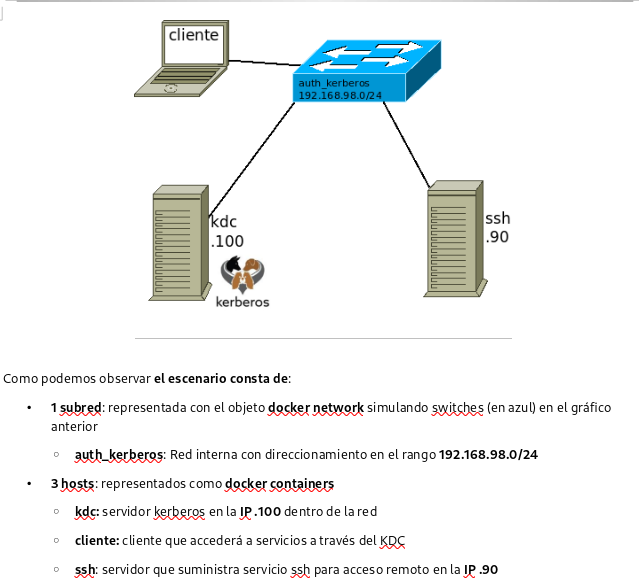 cliente
auth_kerberos
192.168.98.0/24
kdc
.100
kerberos
ssh
.90
Como podemos observar el escenario consta de:
• 1 subred: representada con el objeto docker network simulando switches (en azul) en el gráfico
anterior
◦ auth_kerberos: Red interna con direccionamiento en el rango 192.168.98.0/24
• 3 hosts: representados como docker containers
◦ kdc: servidor kerberos en la IP .100 dentro de la red
◦ cliente: cliente que accederá a servicios a través del KDC
◦ ssh: servidor que suministra servicio ssh para acceso remoto en la IP .90